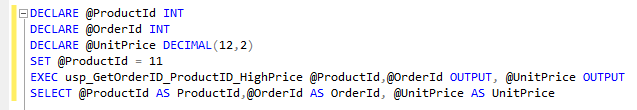 DECLARE @ProductId INT
DECLARE @OrderId INT
DECLARE @UnitPrice DECIMAL(12,2)
SET @ProductId = 11
EXEC usp_GetOrderID_ProductID_HighPrice @ProductId,@OrderId OUTPUT, @UnitPrice OUTPUT
SELECT @ProductId AS ProductId,@OrderId AS OrderId, @UnitPrice AS UnitPrice